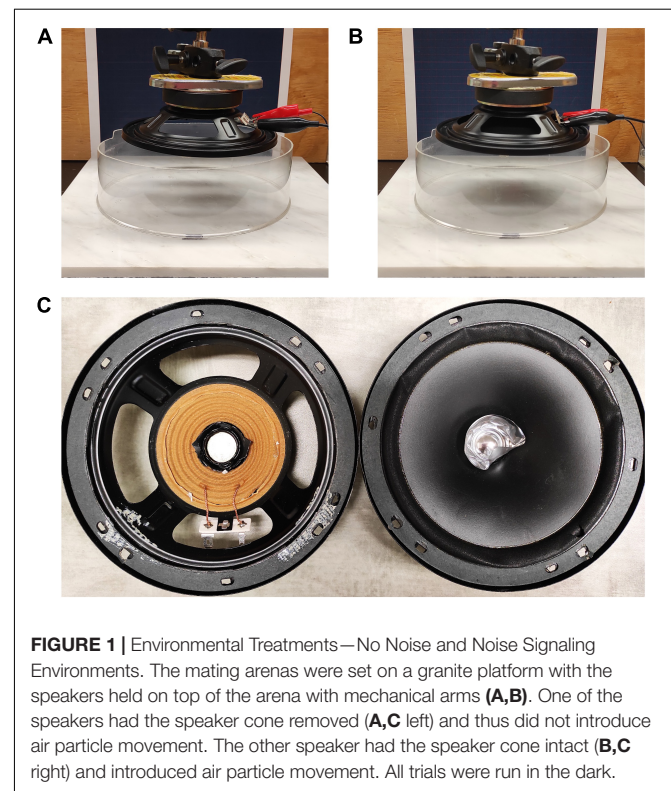 A
B
C
FIGURE 1 | Environmental Treatments—No Noise and Noise Signaling
Environments. The mating arenas were set on a granite platform with the
speakers held on top of the arena with mechanical arms (A,B). One of the
speakers had the speaker cone removed (A,C left) and thus did not introduce
air particle movement. The other speaker had the speaker cone intact (B,C
right) and introduced air particle movement. All trials were run in the dark.